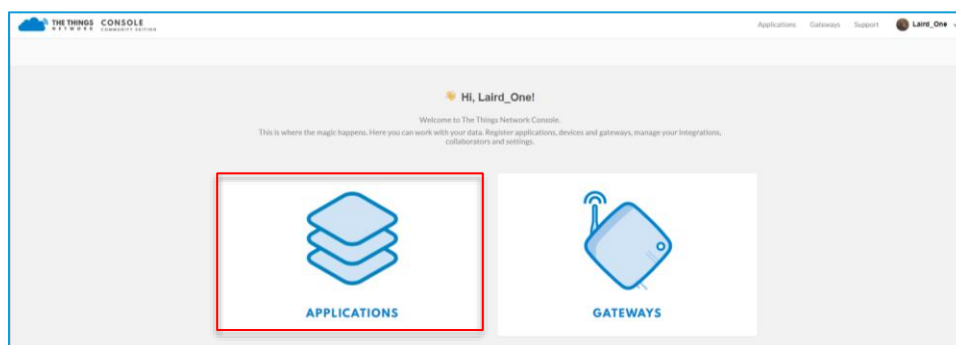 THE THINGS NETWORK CONSOLE COMMUNITY EDITION
Applications Gateways Support Laird_One
Hi, Laird_One!
Welcome to The Things Network Console.
This is where the magic happens. Here you can work with your data. Register applications, devices and gateways, manage your integrations,
collaborators and settings.
APPLICATIONS
GATEWAYS